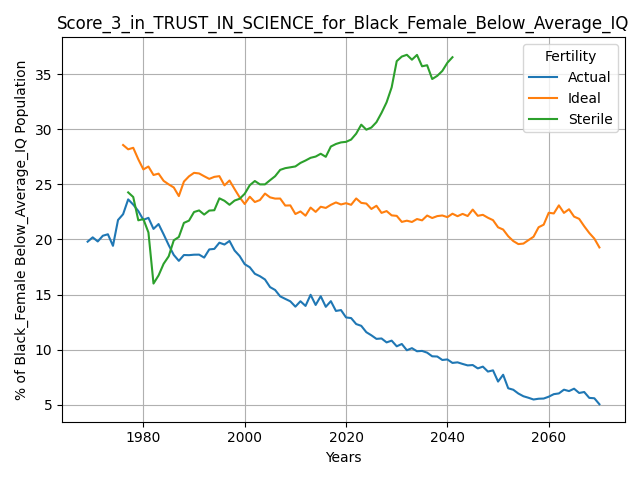 Score_3_in_TRUST_IN_SCIENCE_for_Black_Female_Below_Average_IQ
% of Black_Female Below_Average_IQ Population
35
30
25
20
15
10
5
Fertility
Actual
Ideal
Sterile
1980
2000
2020
2040
2060
Years